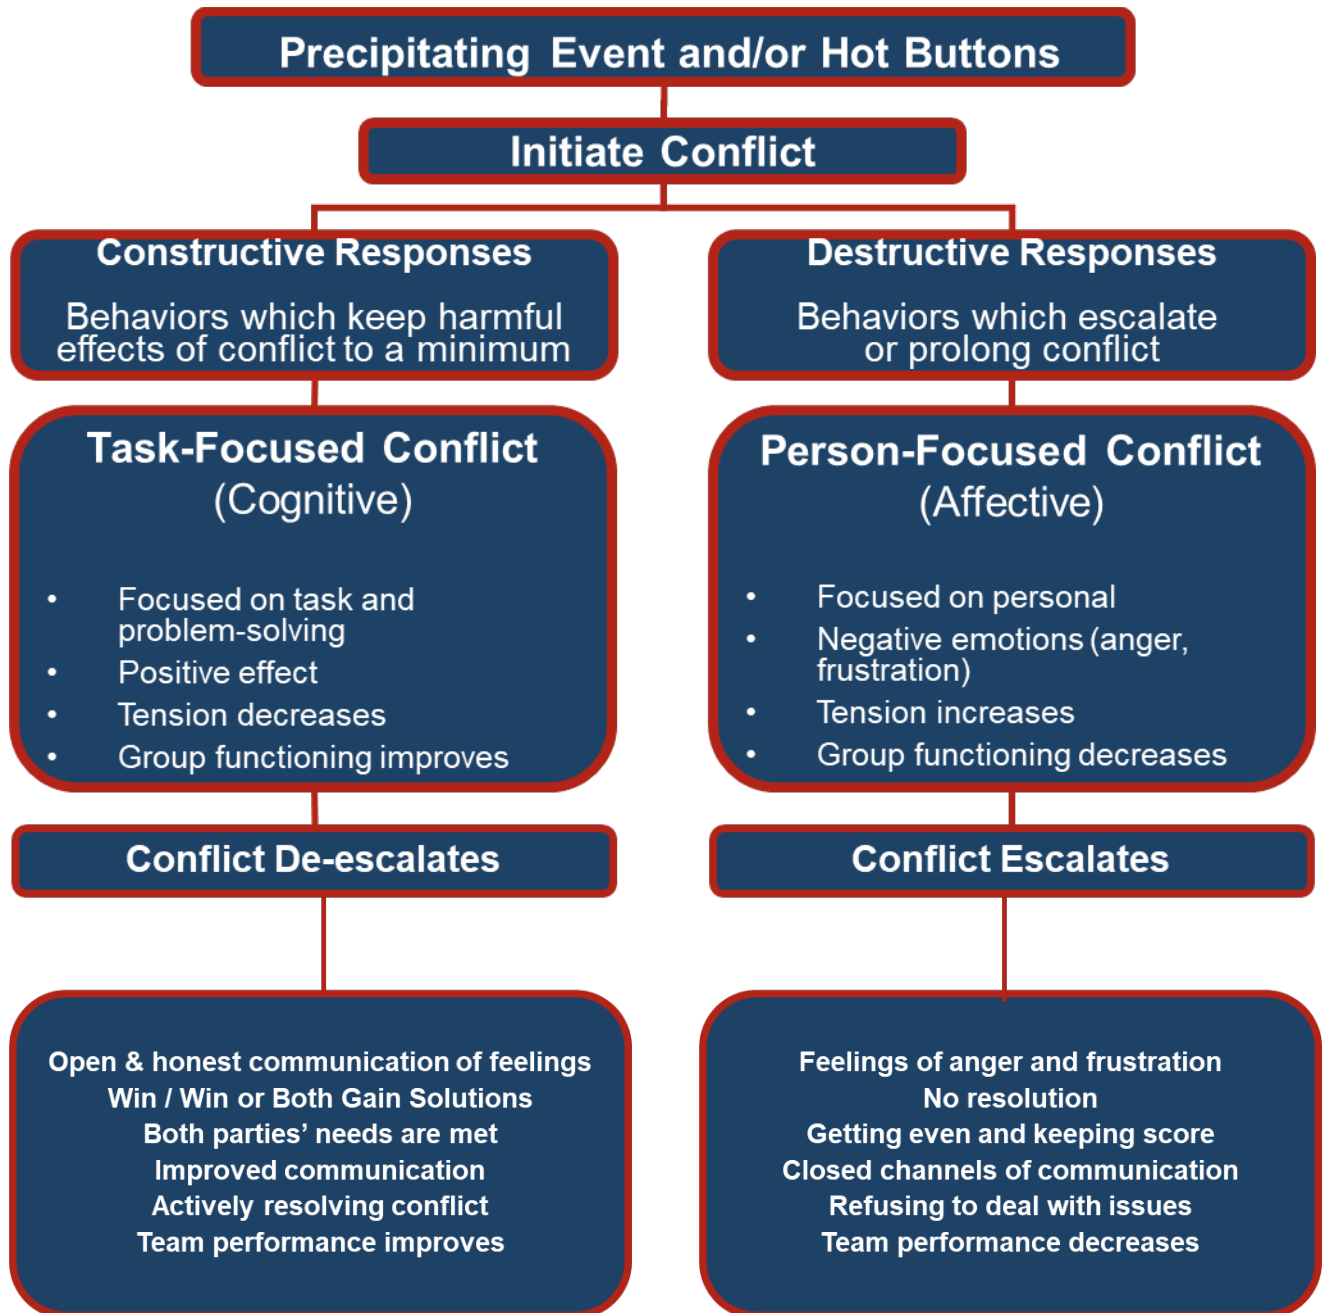 Precipitating Event and/or Hot Buttons
Initiate Conflict
Constructive Responses
Behaviors which keep harmful
effects of conflict to a minimum
Destructive Responses
Behaviors which escalate
or prolong conflict
Task-Focused Conflict
(Cognitive)
• Focused on task and
problem-solving
• Positive effect
• Tension decreases
• Group functioning improves
Person-Focused Conflict
(Affective)
• Focused on personal
• Negative emotions (anger,
frustration)
• Tension increases
• Group functioning decreases
Conflict De-escalates
Conflict Escalates
Open & honest communication of feelings
Win / Win or Both Gain Solutions
Both parties’ needs are met
Improved communication
Actively resolving conflict
Team performance improves
Feelings of anger and frustration
No resolution
Getting even and keeping score
Closed channels of communication
Refusing to deal with issues
Team performance decreases